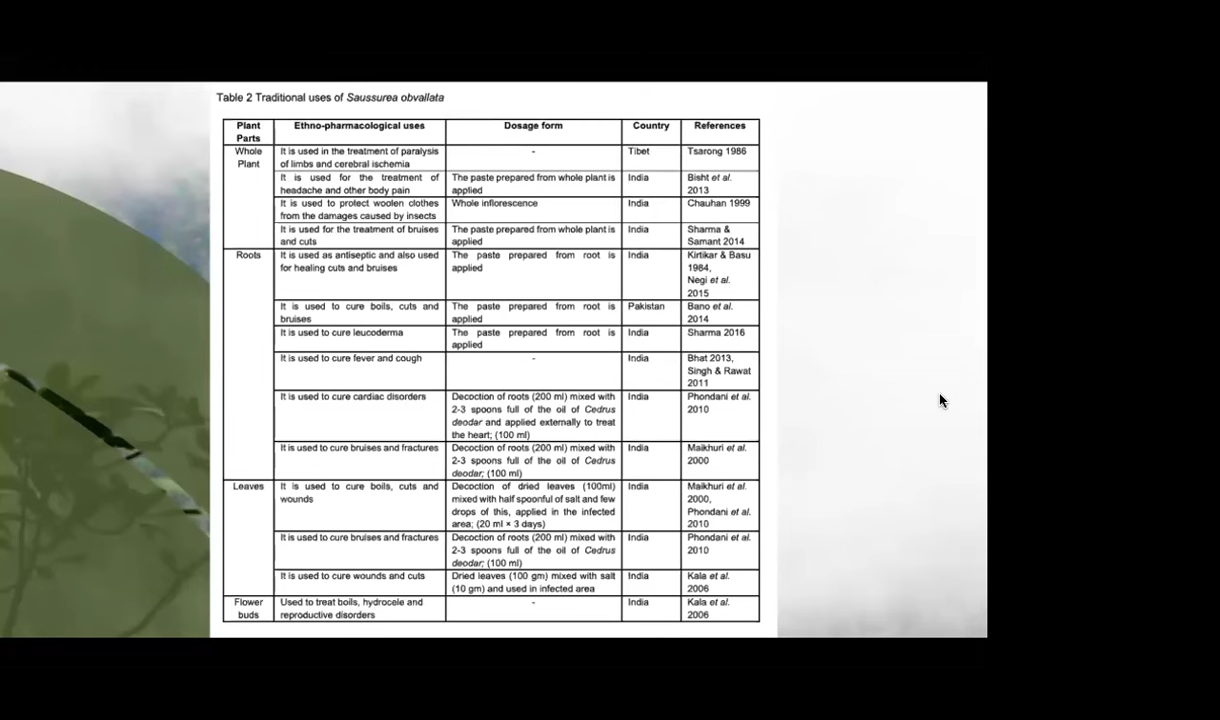 Table 2 Traditional uses of Saussurea obvallata
Plant Parts | Ethno-pharmacological uses | Dosage form | Country | References
Whole Plant | It is used in the treatment of paralysis of limbs and cerebral ischemia | - | Tibet | Tsarong 1986
It is used for the treatment of headache and other body pain | The paste prepared from whole plant is applied | India | Bisht et al. 2013
It is used to protect woolen clothes from the damages caused by insects | Whole inflorescence | India | Chauhan 1999
It is used for the treatment of bruises and cuts | The paste prepared from whole plant is applied | India | Sharma & Samant 2014
Roots | It is used as antiseptic and also used for healing cuts and bruises | The paste prepared from root is applied | India | Kirtikar & Basu 1984, Negi et al. 2015
It is used to cure boils, cuts and bruises | The paste prepared from root is applied | Pakistan | Bano et al. 2014
It is used to cure leucoderma | The paste prepared from root is applied | India | Sharma 2016
It is used to cure fever and cough | - | India | Bhat 2013, Singh & Rawat 2011
It is used to cure cardiac disorders | Decoction of roots (200 ml) mixed with 2-3 spoons full of the oil of Cedrus deodar and applied externally to treat the heart; (100 ml) | India | Phondani et al. 2010
It is used to cure bruises and fractures | Decoction of roots (200 ml) mixed with 2-3 spoons full of the oil of Cedrus deodar; (100 ml) | India | Maikhuri et al. 2000
Leaves | It is used to cure boils, cuts and wounds | Decoction of dried leaves (100ml) mixed with half spoonful of salt and few drops of this, applied in the infected area; (20 ml × 3 days) | India | Maikhuri et al. 2000, Phondani et al. 2010
It is used to cure bruises and fractures | Decoction of roots (200 ml) mixed with 2-3 spoons full of the oil of Cedrus deodar; (100 ml) | India | Phondani et al. 2010
It is used to cure wounds and cuts | Dried leaves (100 gm) mixed with salt (10 gm) and used in infected area | India | Kala et al. 2006
Flower buds | Used to treat boils, hydrocele and reproductive disorders | - | India | Kala et al. 2006